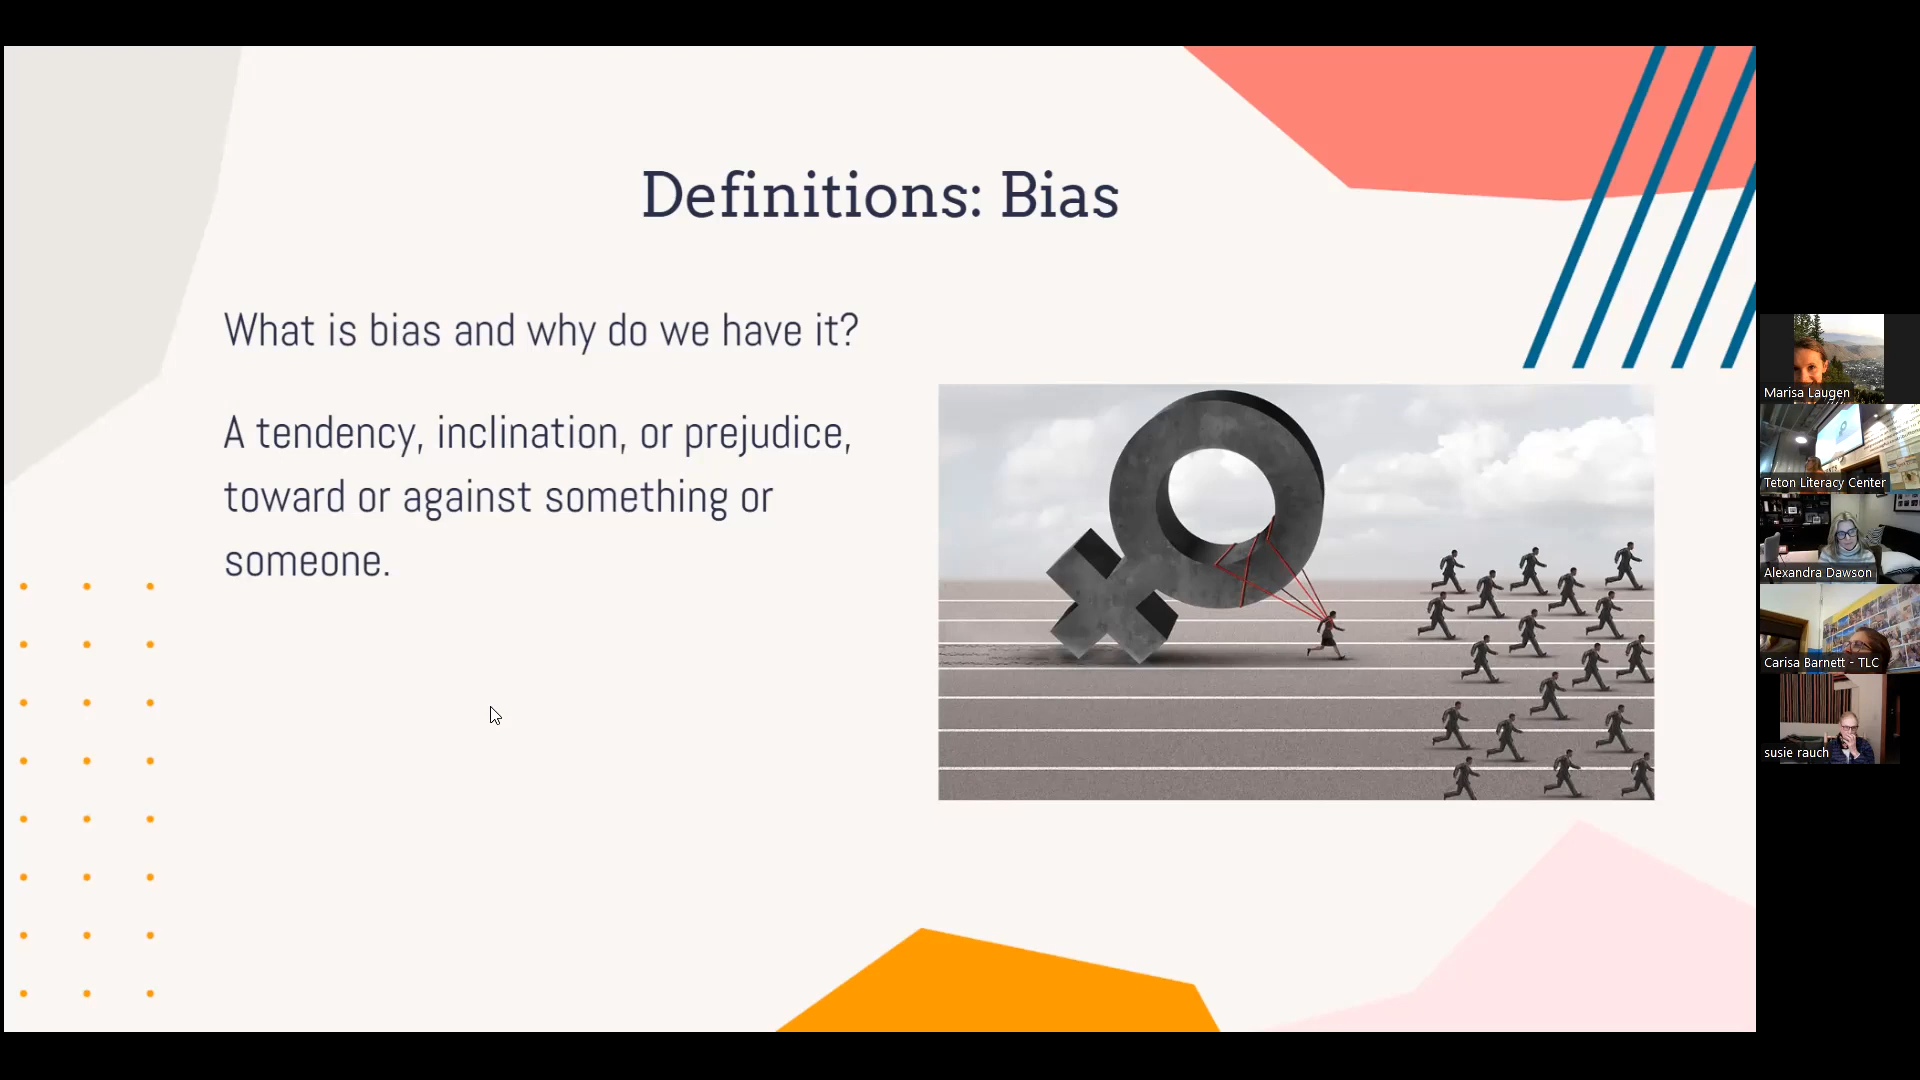 Definitions: Bias
What is bias and why do we have it?
A tendency, inclination, or prejudice,
toward or against something or
someone.
Marisa Laugen
Teton Literacy Center
Alexandra Dawson
Carisa Barnett - TLC
susie rauch